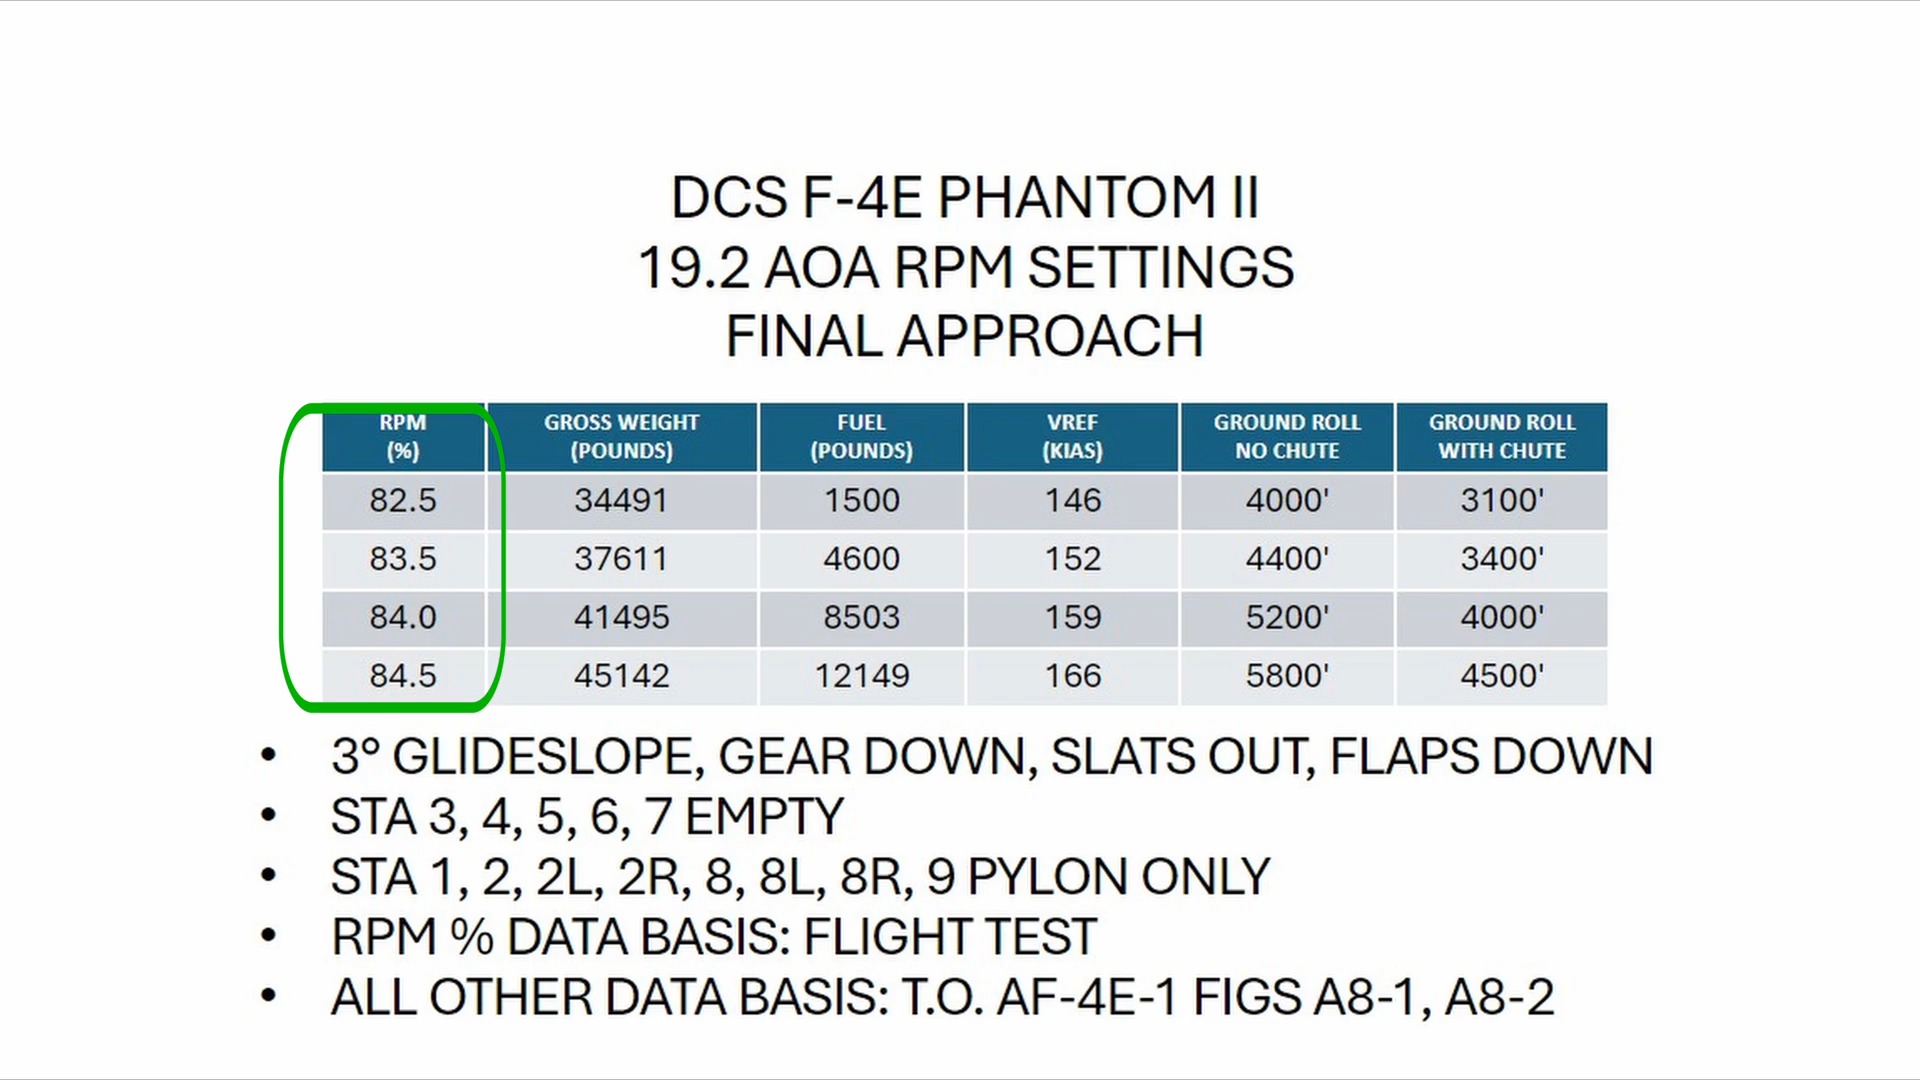 DCS F-4E PHANTOM II
19.2 AOA RPM SETTINGS
FINAL APPROACH
RPM (%) GROSS WEIGHT (POUNDS) FUEL (POUNDS) VREF (KIAS) GROUND ROLL NO CHUTE GROUND ROLL WITH CHUTE
82.5 34491 1500 146 4000' 3100'
83.5 37611 4600 152 4400' 3400'
84.0 41495 8503 159 5200' 4000'
84.5 45142 12149 166 5800' 4500'
• 3° GLIDESLOPE, GEAR DOWN, SLATS OUT, FLAPS DOWN
• STA 3, 4, 5, 6, 7 EMPTY
• STA 1, 2, 2L, 2R, 8, 8L, 8R, 9 PYLON ONLY
• RPM % DATA BASIS: FLIGHT TEST
• ALL OTHER DATA BASIS: T.O. AF-4E-1 FIGS A8-1, A8-2